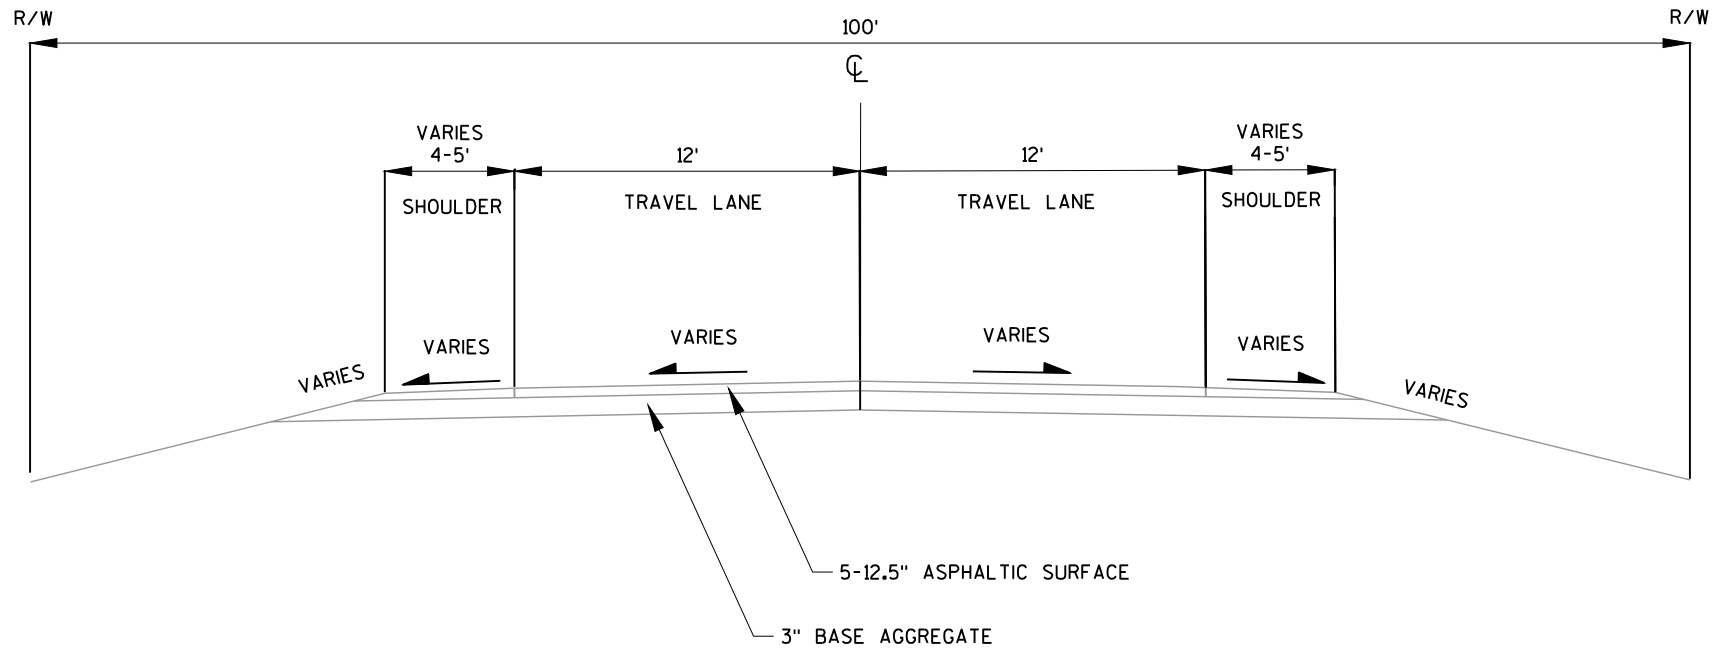 R/W
R/W
100'
℄
VARIES
4-5'
12'
12'
VARIES
4-5'
SHOULDER
TRAVEL LANE
TRAVEL LANE
SHOULDER
VARIES
VARIES
VARIES
VARIES
VARIES
VARIES
5-12.5" ASPHALTIC SURFACE
3" BASE AGGREGATE